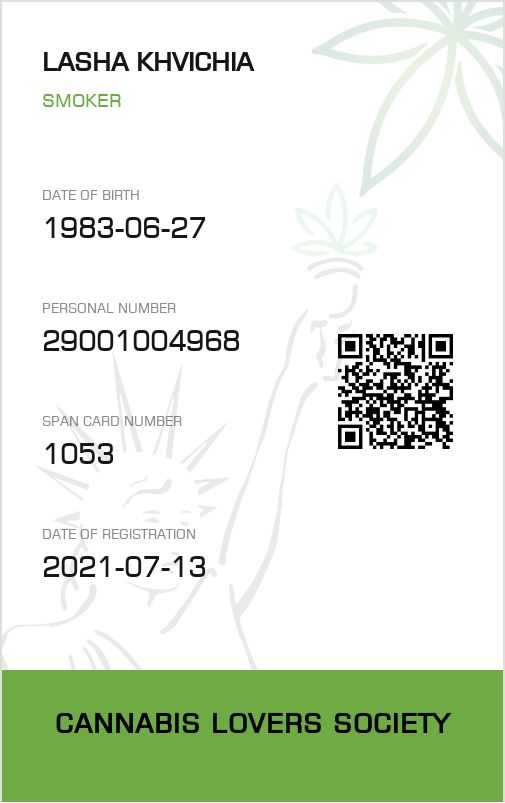 LASHA KHVICHIA
SMOKER
DATE OF BIRTH
1983-06-27
PERSONAL NUMBER
29001004968
SPAN CARD NUMBER
1053
DATE OF REGISTRATION
2021-07-13
CANNABIS LOVERS SOCIETY